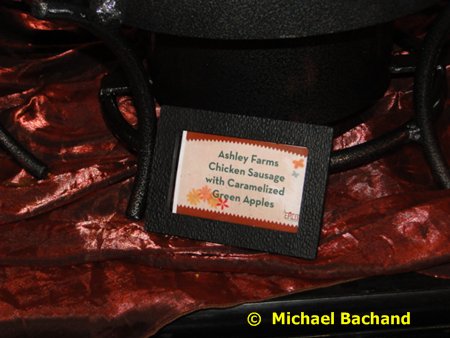 Ashley Farms
Chicken Sausage
with Caramelized
Green Apples
© Michael Bachand